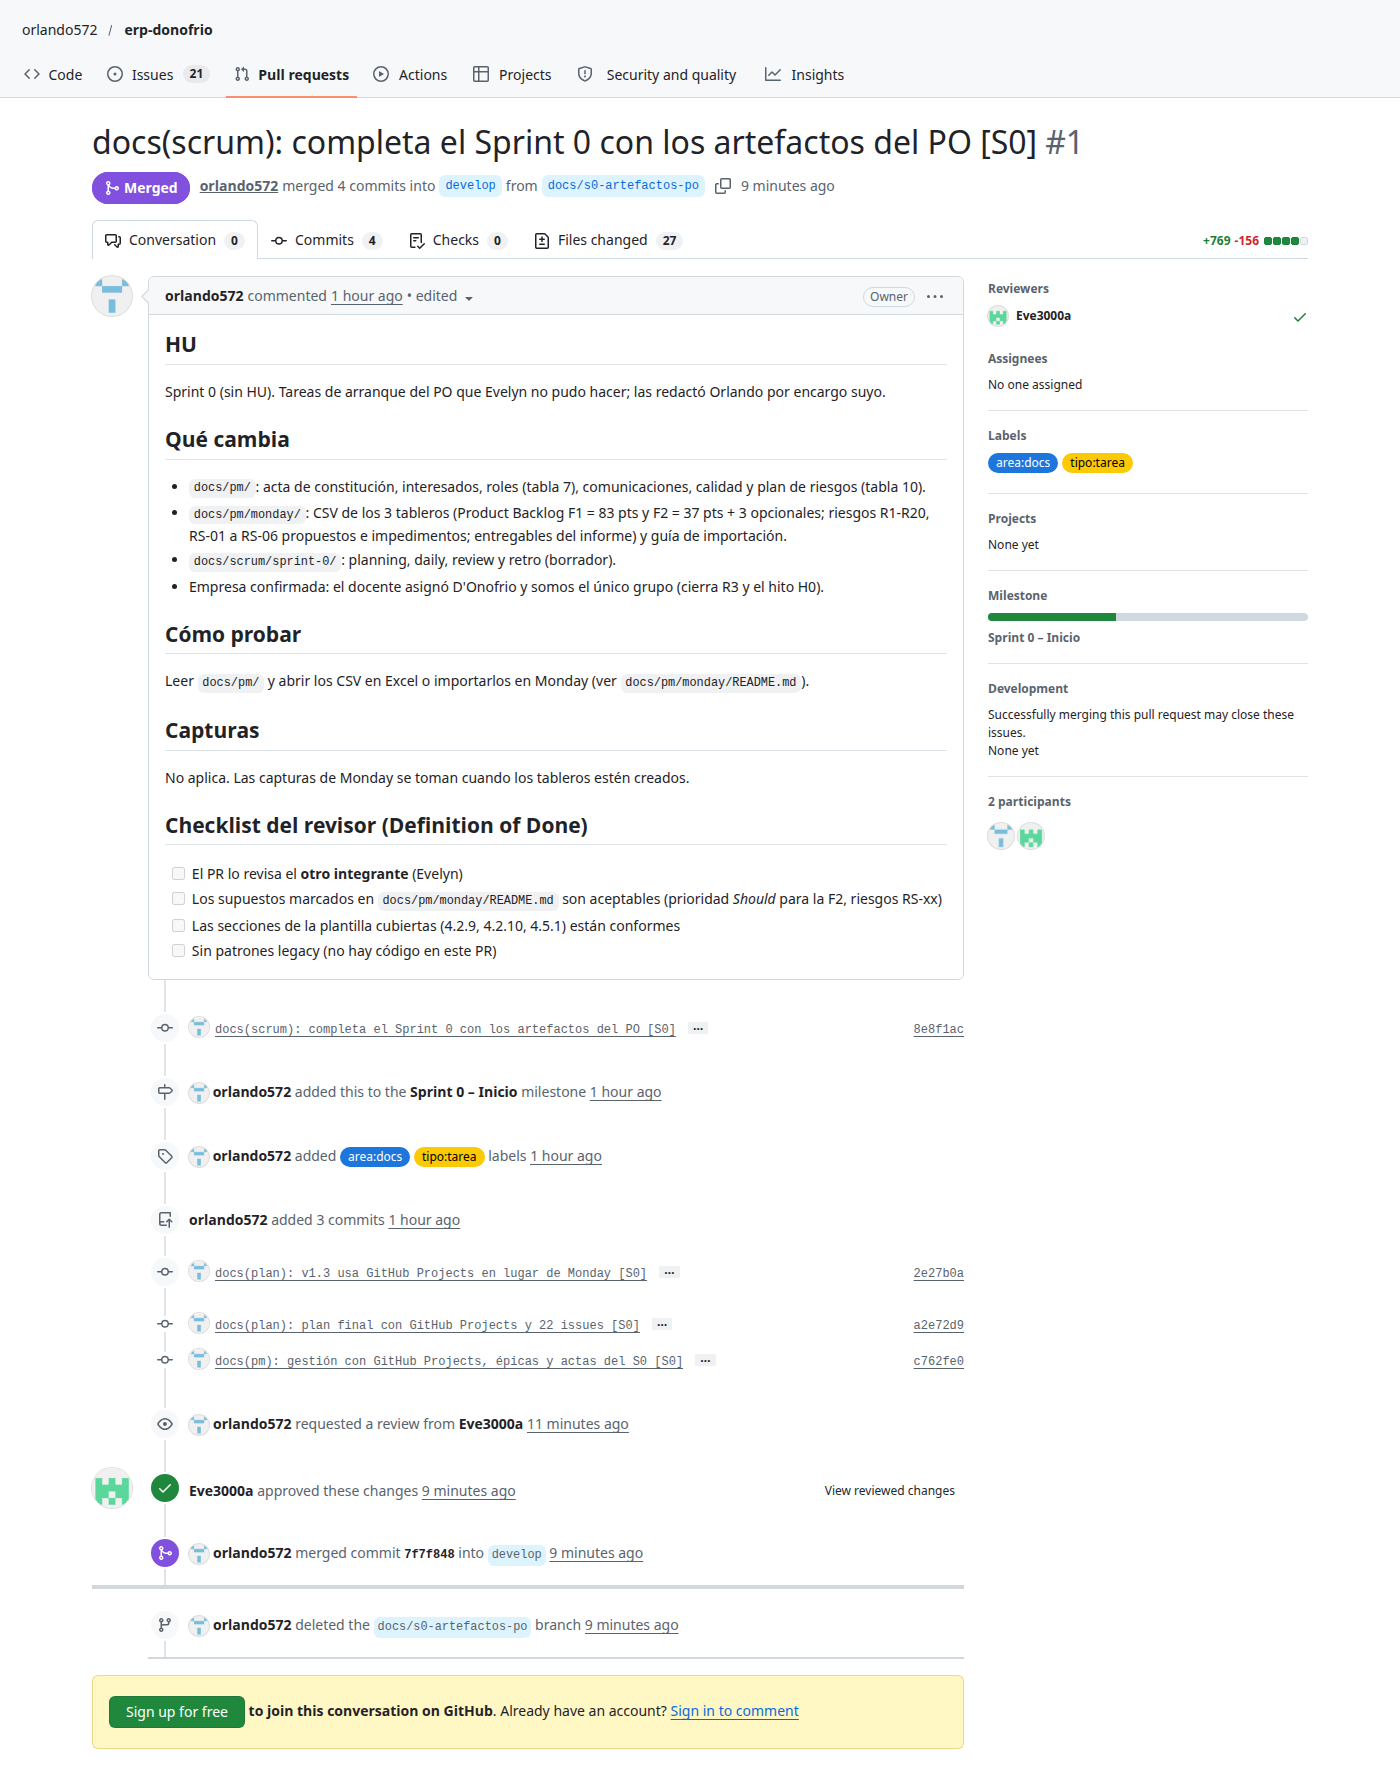 orlando572 / erp-donofrio
Code Issues 21 Pull requests Actions Projects Security and quality Insights
docs(scrum): completa el Sprint 0 con los artefactos del PO [S0] #1
Merged orlando572 merged 4 commits into develop from docs/s0-artefactos-po 9 minutes ago
Conversation 0 Commits 4 Checks 0 Files changed 27 +769 -156
orlando572 commented 1 hour ago • edited Owner
HU
Sprint 0 (sin HU). Tareas de arranque del PO que Evelyn no pudo hacer; las redactó Orlando por encargo suyo.
Qué cambia
docs/pm/ : acta de constitución, interesados, roles (tabla 7), comunicaciones, calidad y plan de riesgos (tabla 10).
docs/pm/monday/ : CSV de los 3 tableros (Product Backlog F1 = 83 pts y F2 = 37 pts + 3 opcionales; riesgos R1-R20,
RS-01 a RS-06 propuestos e impedimentos; entregables del informe) y guía de importación.
docs/scrum/sprint-0/ : planning, daily, review y retro (borrador).
Empresa confirmada: el docente asignó D'Onofrio y somos el único grupo (cierra R3 y el hito H0).
Cómo probar
Leer docs/pm/ y abrir los CSV en Excel o importarlos en Monday (ver docs/pm/monday/README.md ).
Capturas
No aplica. Las capturas de Monday se toman cuando los tableros estén creados.
Checklist del revisor (Definition of Done)
El PR lo revisa el otro integrante (Evelyn)
Los supuestos marcados en docs/pm/monday/README.md son aceptables (prioridad Should para la F2, riesgos RS-xx)
Las secciones de la plantilla cubiertas (4.2.9, 4.2.10, 4.5.1) están conformes
Sin patrones legacy (no hay código en este PR)
docs(scrum): completa el Sprint 0 con los artefactos del PO [S0] ... 8e8f1ac
orlando572 added this to the Sprint 0 – Inicio milestone 1 hour ago
orlando572 added area:docs tipo:tarea labels 1 hour ago
orlando572 added 3 commits 1 hour ago
docs(plan): v1.3 usa GitHub Projects en lugar de Monday [S0] ... 2e27b0a
docs(plan): plan final con GitHub Projects y 22 issues [S0] ... a2e72d9
docs(pm): gestión con GitHub Projects, épicas y actas del S0 [S0] ... c762fe0
orlando572 requested a review from Eve3000a 11 minutes ago
Eve3000a approved these changes 9 minutes ago View reviewed changes
orlando572 merged commit 7f7f848 into develop 9 minutes ago
orlando572 deleted the docs/s0-artefactos-po branch 9 minutes ago
Sign up for free to join this conversation on GitHub. Already have an account? Sign in to comment
Reviewers
Eve3000a
Assignees
No one assigned
Labels
area:docs tipo:tarea
Projects
None yet
Milestone
Sprint 0 – Inicio
Development
Successfully merging this pull request may close these
issues.
None yet
2 participants